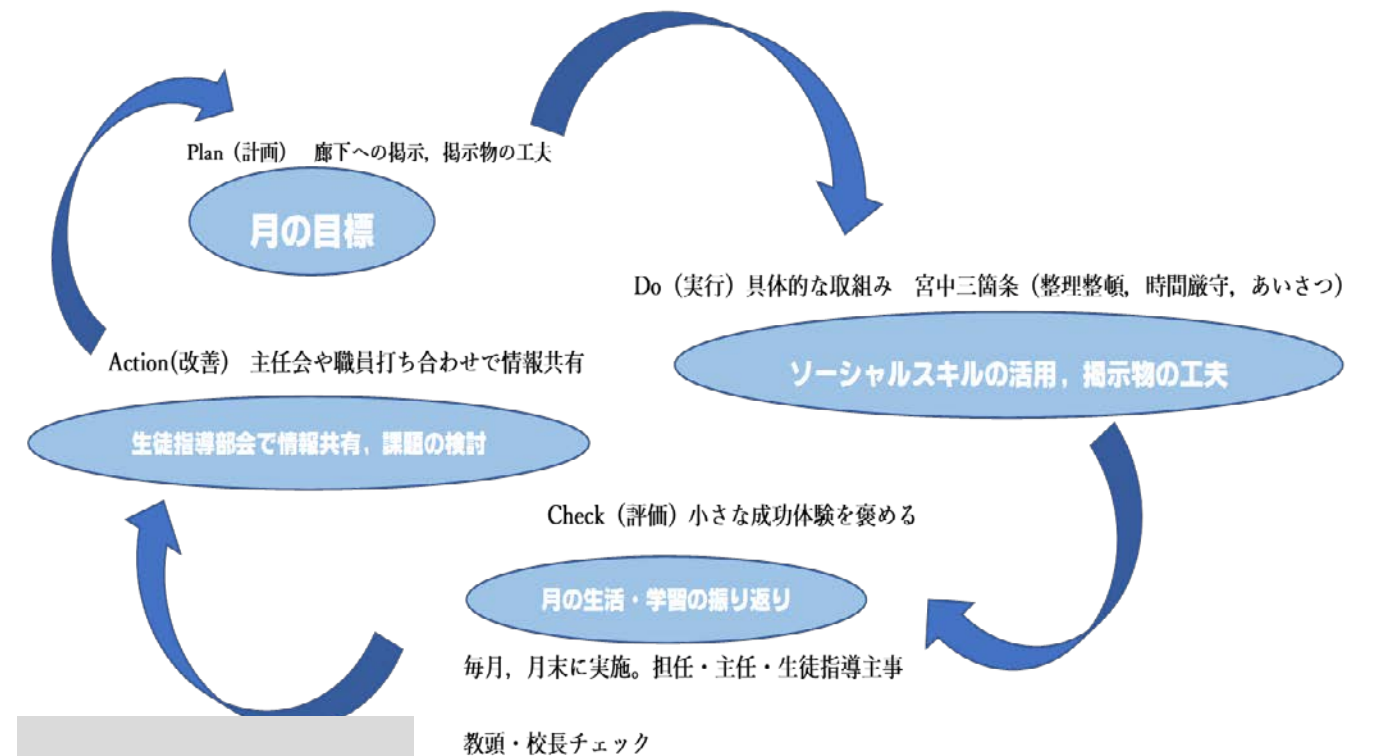 Plan（計画）　廊下への掲示，掲示物の工夫
月の目標
Do（実行）具体的な取組み　宮中三箇条（整理整頓，時間厳守，あいさつ）
ソーシャルスキルの活用，掲示物の工夫
Check（評価）小さな成功体験を褒める
月の生活・学習の振り返り
毎月，月末に実施。担任・主任・生徒指導主事
教頭・校長チェック
Action(改善)　主任会や職員打ち合わせで情報共有
生徒指導部会で情報共有，課題の検討